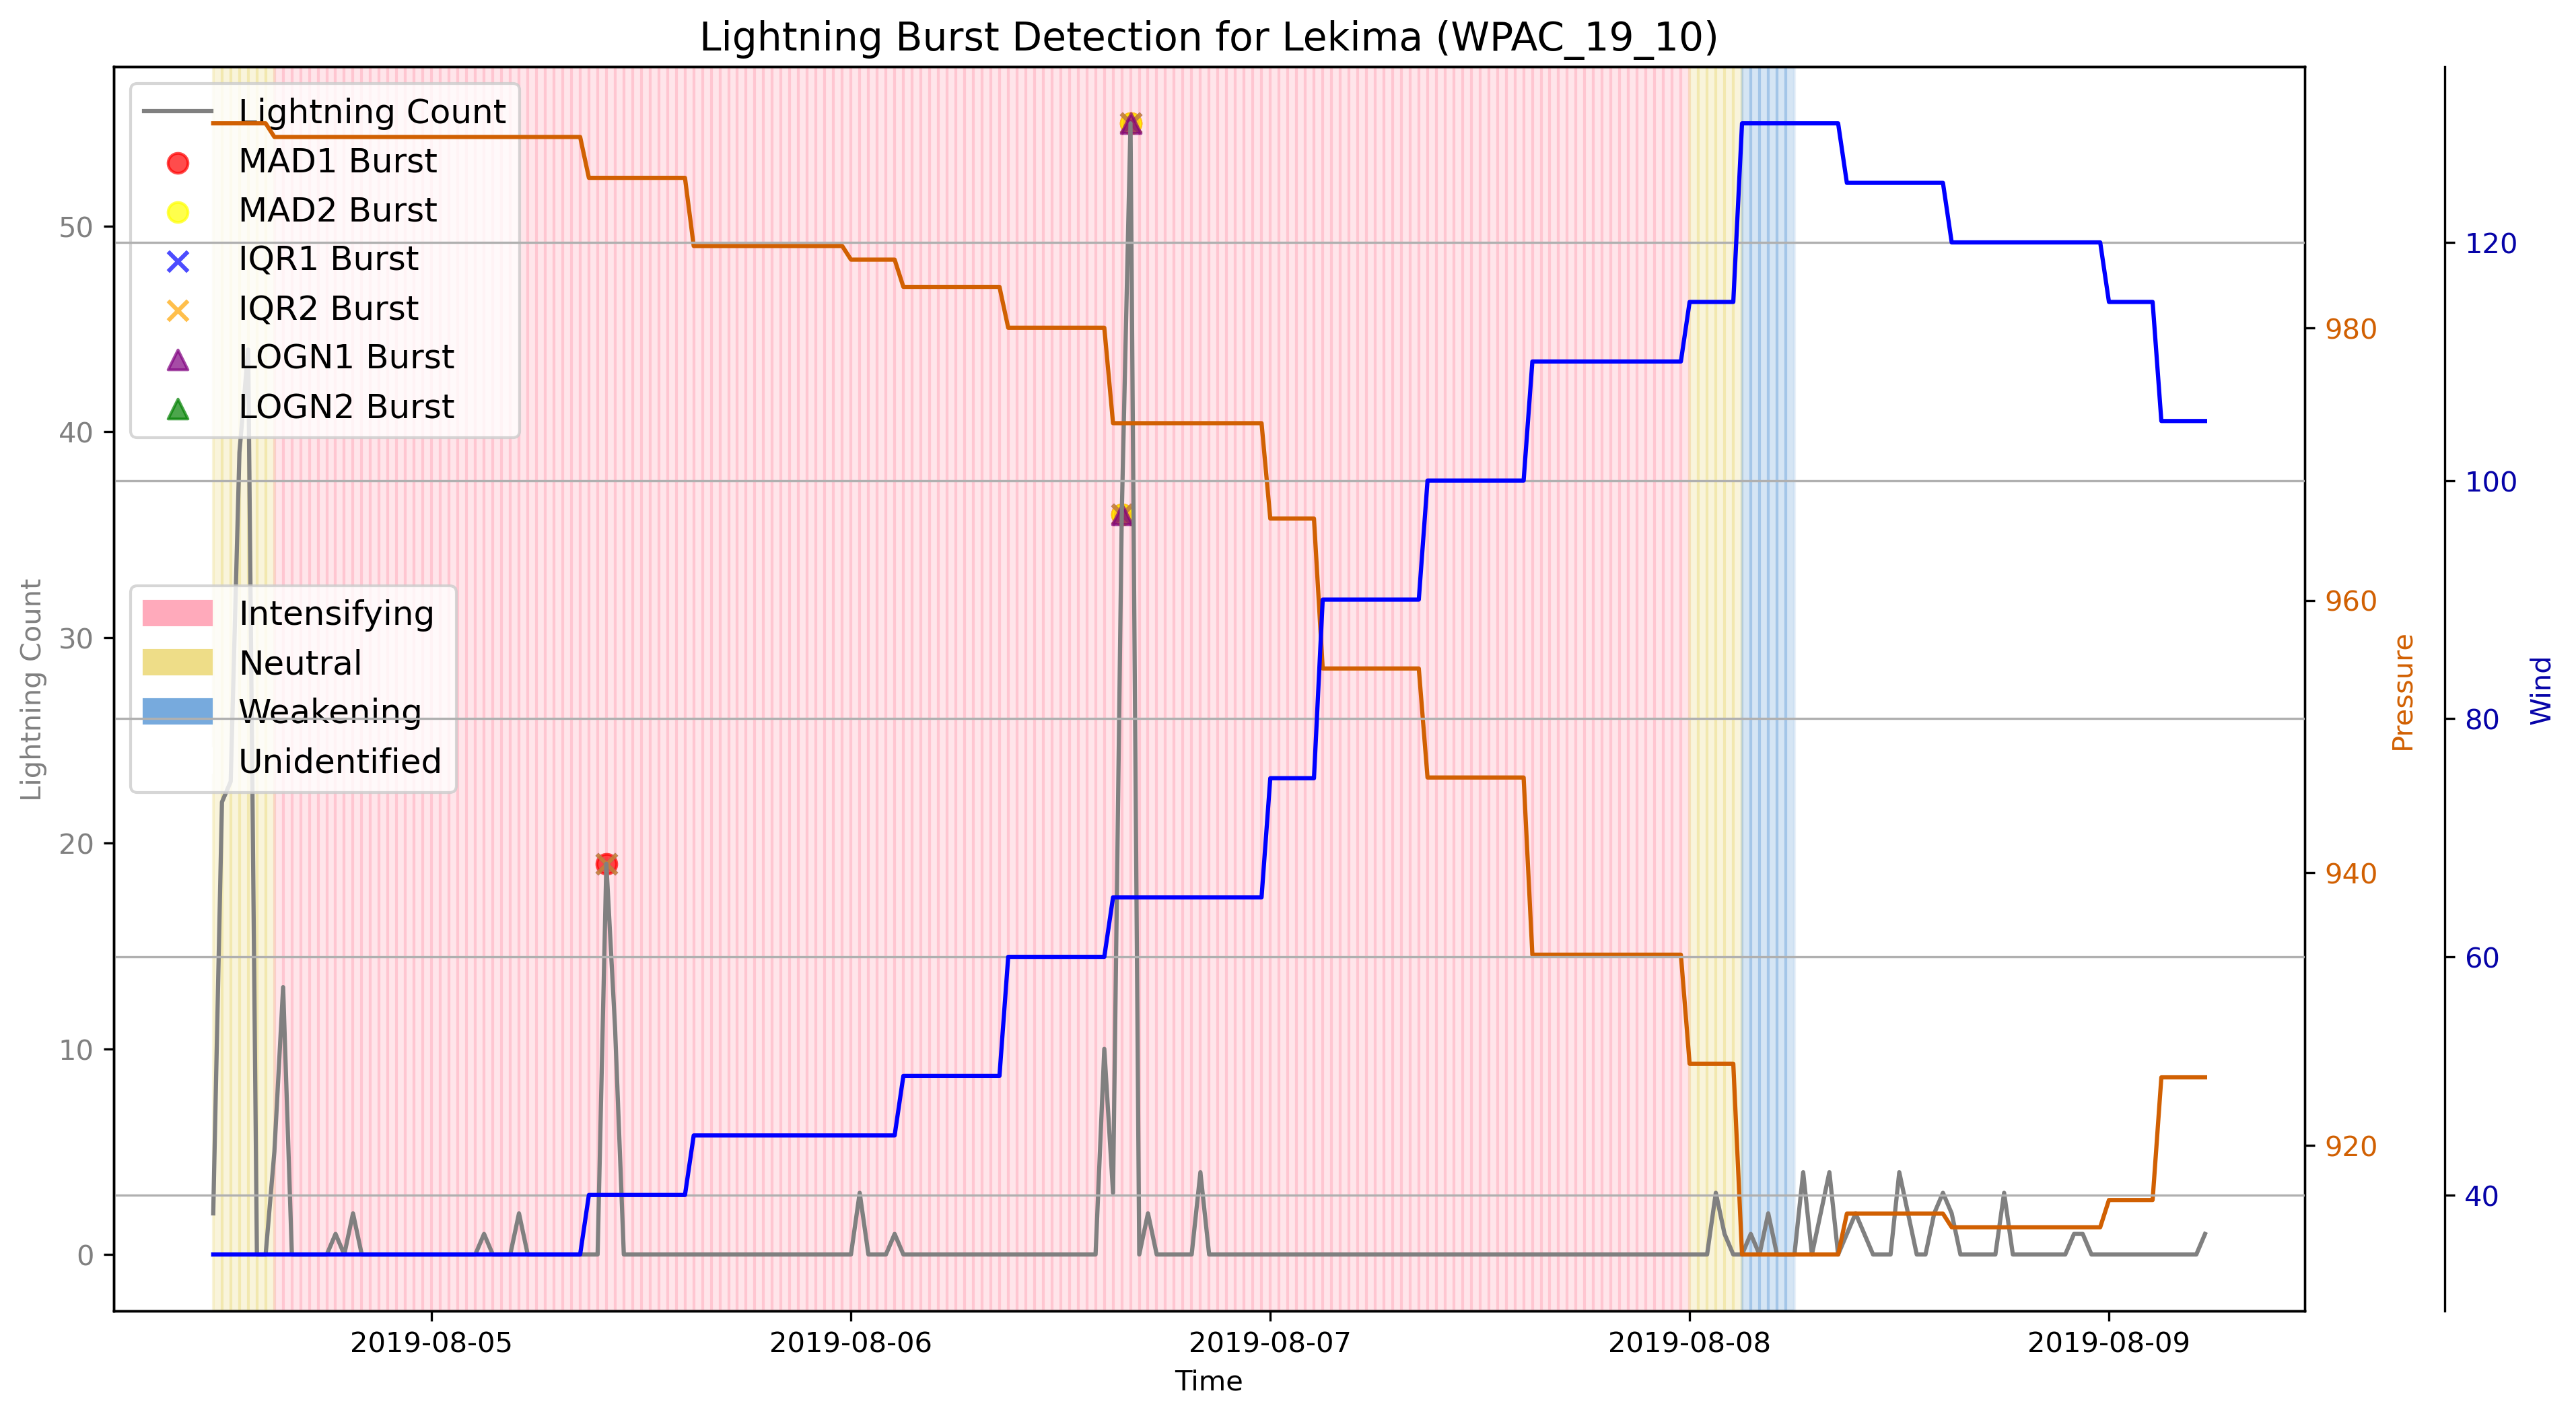 Lightning Burst Detection for Lekima (WPAC_19_10)
Lightning Count
MAD1 Burst
MAD2 Burst
IQR1 Burst
IQR2 Burst
LOGN1 Burst
LOGN2 Burst
Intensifying
Neutral
Weakening
Unidentified
Lightning Count
50
40
30
20
10
0
980
960
940
920
Pressure
120
100
80
60
40
Wind
2019-08-05
2019-08-06
2019-08-07
2019-08-08
2019-08-09
Time